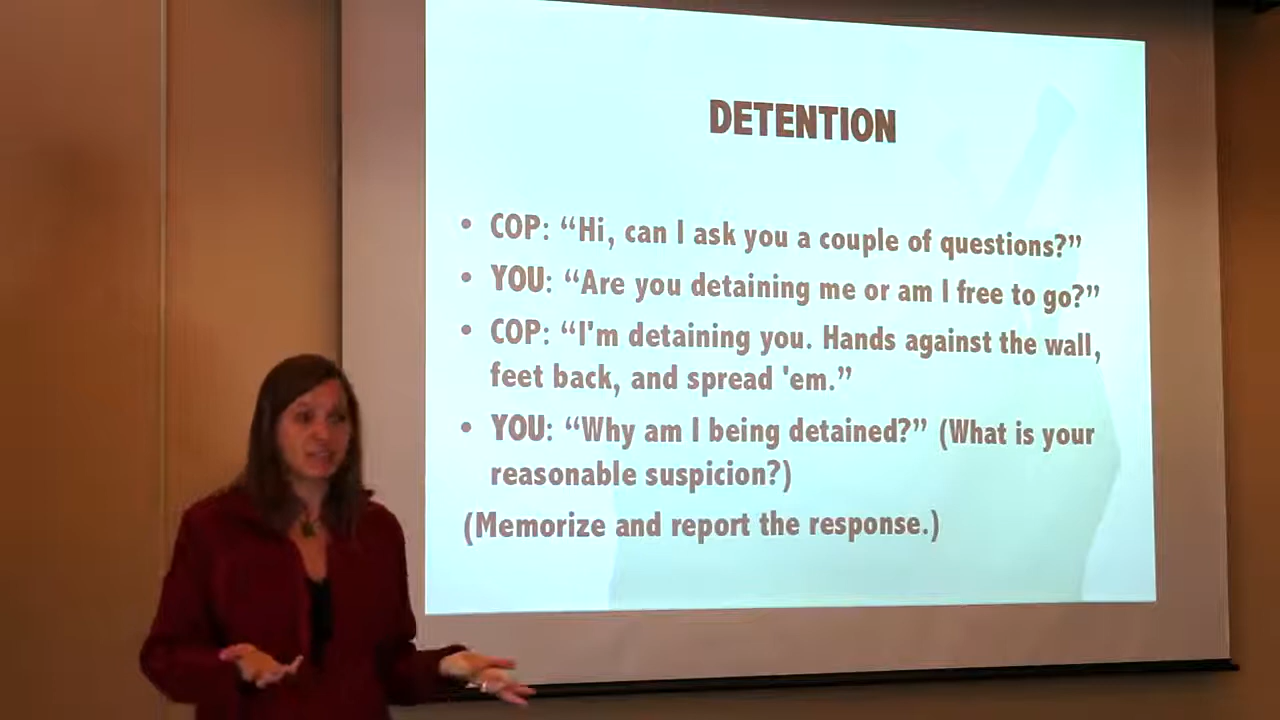 DETENTION
• COP: “Hi, can I ask you a couple of questions?”
• YOU: “Are you detaining me or am I free to go?”
• COP: “I'm detaining you. Hands against the wall,
feet back, and spread 'em.”
• YOU: “Why am I being detained?” (What is your
reasonable suspicion?)
(Memorize and report the response.)